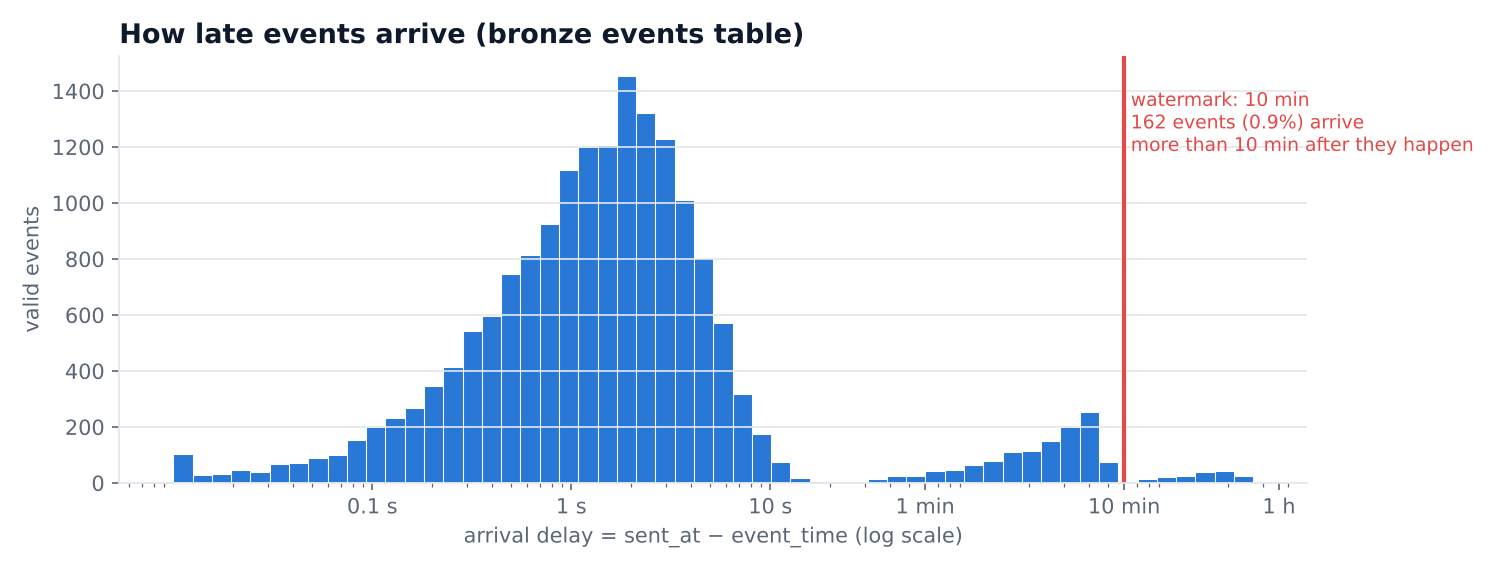 How late events arrive (bronze events table)
1400
1200
1000
800
600
400
200
0
valid events
watermark: 10 min
162 events (0.9%) arrive
more than 10 min after they happen
0.1 s
1 s
10 s
1 min
10 min
1 h
arrival delay = sent_at − event_time (log scale)